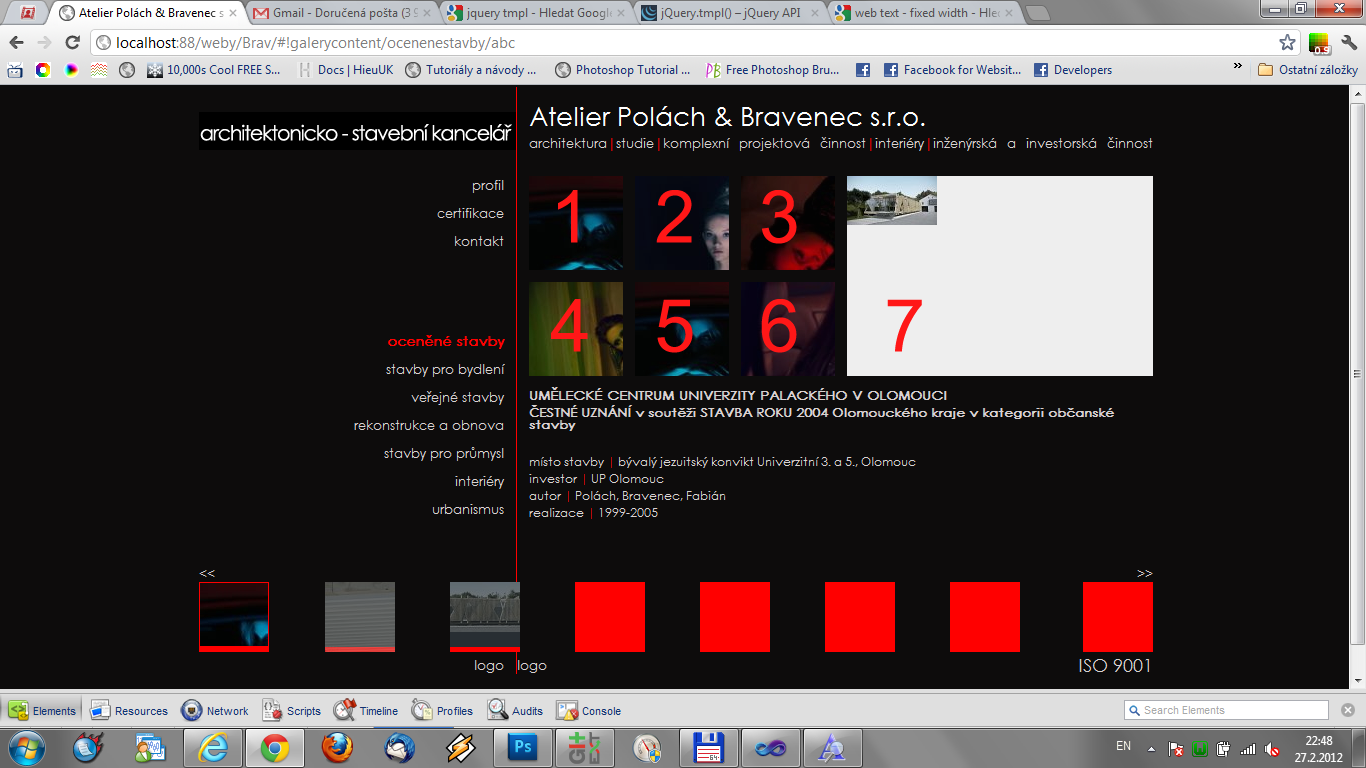 Atelier Polách & Bravenec s
Gmail - Doručená pošta (3 9
jquery tmpl - Hledat Googl
jQuery.tmpl() – jQuery API
web text - fixed width - Hle
localhost:88/weby/Brav/#!galerycontent/ocenenestavby/abc
0.9
10,000s Cool FREE S...
Docs | HieuUK
Tutoriály a návody ...
Photoshop Tutorial ...
Free Photoshop Bru...
Facebook for Websit...
Developers
»
Ostatní záložky
architektonicko - stavební kancelář
Atelier Polách & Bravenec s.r.o.
architektura|studie|komplexní projektová činnost|interiéry|inženýrská a investorská činnost
profil
certifikace
kontakt
1 2 3
4 5 6 7
oceněné stavby
stavby pro bydlení
veřejné stavby
rekonstrukce a obnova
stavby pro průmysl
interiéry
urbanismus
UMĚLECKÉ CENTRUM UNIVERZITY PALACKÉHO V OLOMOUCI
ČESTNÉ UZNÁNÍ v soutěži STAVBA ROKU 2004 Olomouckého kraje v kategorii občanské
stavby
místo stavby | bývalý jezuitský konvikt Univerzitní 3. a 5., Olomouc
investor | UP Olomouc
autor | Polách, Bravenec, Fabián
realizace | 1999-2005
<< >>
logo logo ISO 9001
Elements
Resources
Network
Scripts
Timeline
Profiles
Audits
Console
Search Elements
Ps
64
EN
22:48
27.2.2012